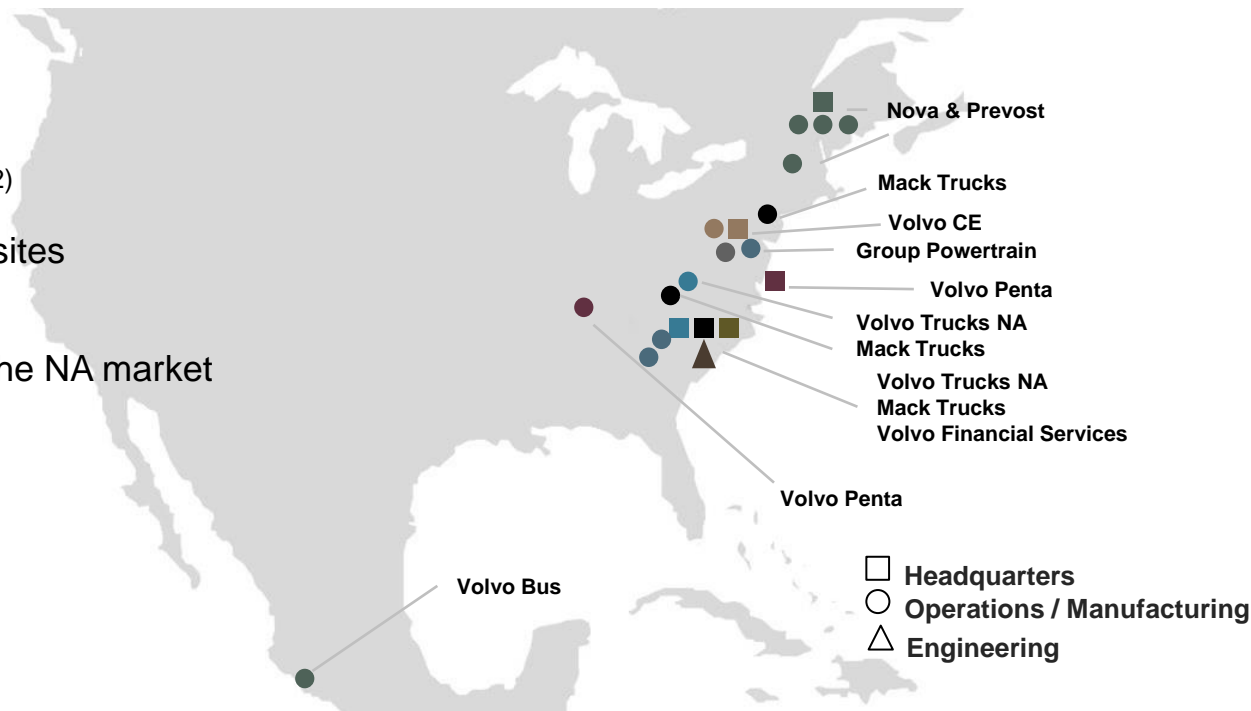 2)
sites
he NA market
Nova & Prevost
Mack Trucks
Volvo CE
Group Powertrain
Volvo Penta
Volvo Trucks NA
Mack Trucks
Volvo Trucks NA
Mack Trucks
Volvo Financial Services
Volvo Penta
Volvo Bus
Headquarters
Operations / Manufacturing
Engineering